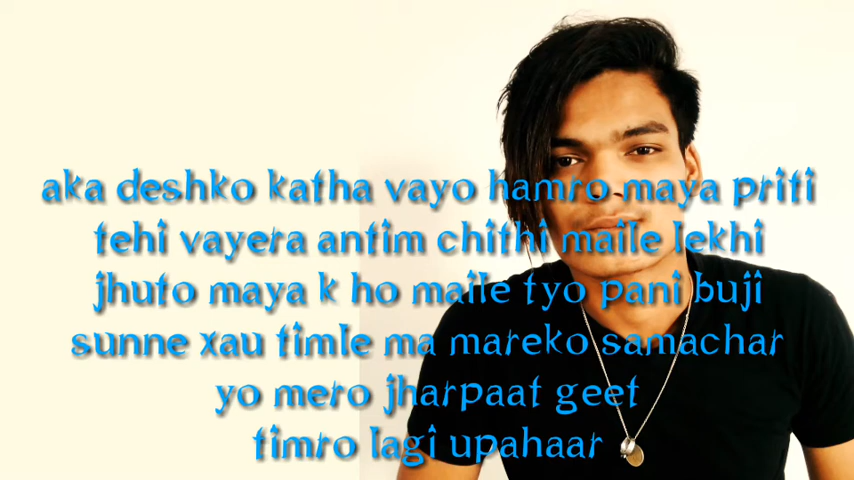 aka deshko katha vayo hamro maya priti
tehi vayera antim chithi maile lekhi
jhuto maya k ho maile tyo pani buji
sunne xau timle ma mareko samachar
yo mero jharpaat geet
timro lagi upahaar